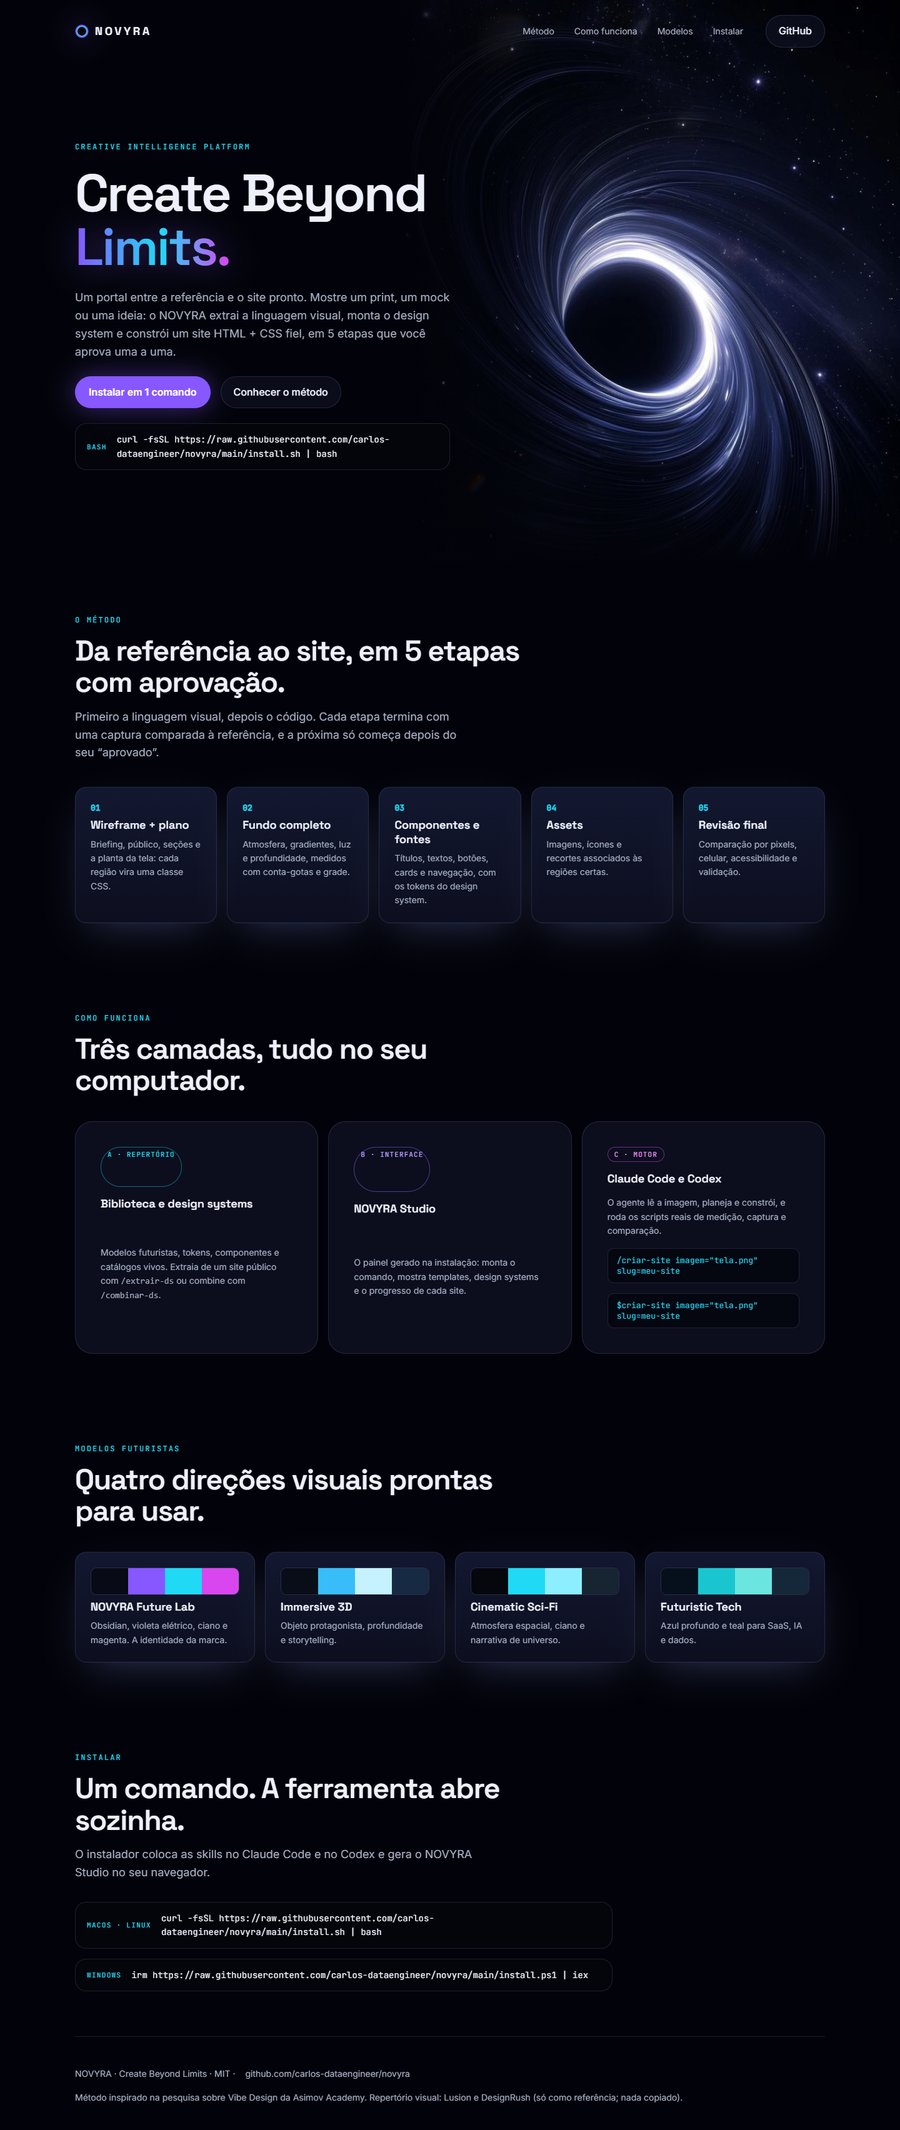 NOVYRA
Método
Como funciona
Modelos
Instalar
GitHub
CREATIVE INTELLIGENCE PLATFORM
Create Beyond
Limits.
Um portal entre a referência e o site pronto. Mostre um print, um mock
ou uma ideia: o NOVYRA extrai a linguagem visual, monta o design
system e constrói um site HTML + CSS fiel, em 5 etapas que você
aprova uma a uma.
Instalar em 1 comando
Conhecer o método
BASH
curl -fsSL https://raw.githubusercontent.com/carlos-
dataengineer/novyra/main/install.sh | bash
O MÉTODO
Da referência ao site, em 5 etapas
com aprovação.
Primeiro a linguagem visual, depois o código. Cada etapa termina com
uma captura comparada à referência, e a próxima só começa depois do
seu “aprovado”.
01
Wireframe + plano
Briefing, público, seções e
a planta da tela: cada
região vira uma classe
CSS.
02
Fundo completo
Atmosfera, gradientes, luz
e profundidade, medidos
com conta-gotas e grade.
03
Componentes e
fontes
Títulos, textos, botões,
cards e navegação, com
os tokens do design
system.
04
Assets
Imagens, ícones e
recortes associados às
regiões certas.
05
Revisão final
Comparação por pixels,
celular, acessibilidade e
validação.
COMO FUNCIONA
Três camadas, tudo no seu
computador.
A · REPERTÓRIO
Biblioteca e design systems
Modelos futuristas, tokens, componentes e
catálogos vivos. Extraia de um site público
com /extrair-ds ou combine com
/combinar-ds.
B · INTERFACE
NOVYRA Studio
O painel gerado na instalação: monta o
comando, mostra templates, design systems
e o progresso de cada site.
C · MOTOR
Claude Code e Codex
O agente lê a imagem, planeja e constrói, e
roda os scripts reais de medição, captura e
comparação.
/criar-site imagem="tela.png"
slug=meu-site
$criar-site imagem="tela.png"
slug=meu-site
MODELOS FUTURISTAS
Quatro direções visuais prontas
para usar.
NOVYRA Future Lab
Obsidian, violeta elétrico, ciano e
magenta. A identidade da marca.
Immersive 3D
Objeto protagonista, profundidade
e storytelling.
Cinematic Sci-Fi
Atmosfera espacial, ciano e
narrativa de universo.
Futuristic Tech
Azul profundo e teal para SaaS, IA
e dados.
INSTALAR
Um comando. A ferramenta abre
sozinha.
O instalador coloca as skills no Claude Code e no Codex e gera o NOVYRA
Studio no seu navegador.
MACOS · LINUX
curl -fsSL https://raw.githubusercontent.com/carlos-
dataengineer/novyra/main/install.sh | bash
WINDOWS
irm https://raw.githubusercontent.com/carlos-dataengineer/novyra/main/install.ps1 | iex
NOVYRA · Create Beyond Limits · MIT · github.com/carlos-dataengineer/novyra
Método inspirado na pesquisa sobre Vibe Design da Asimov Academy. Repertório visual: Lusion e DesignRush (só como referência; nada copiado).